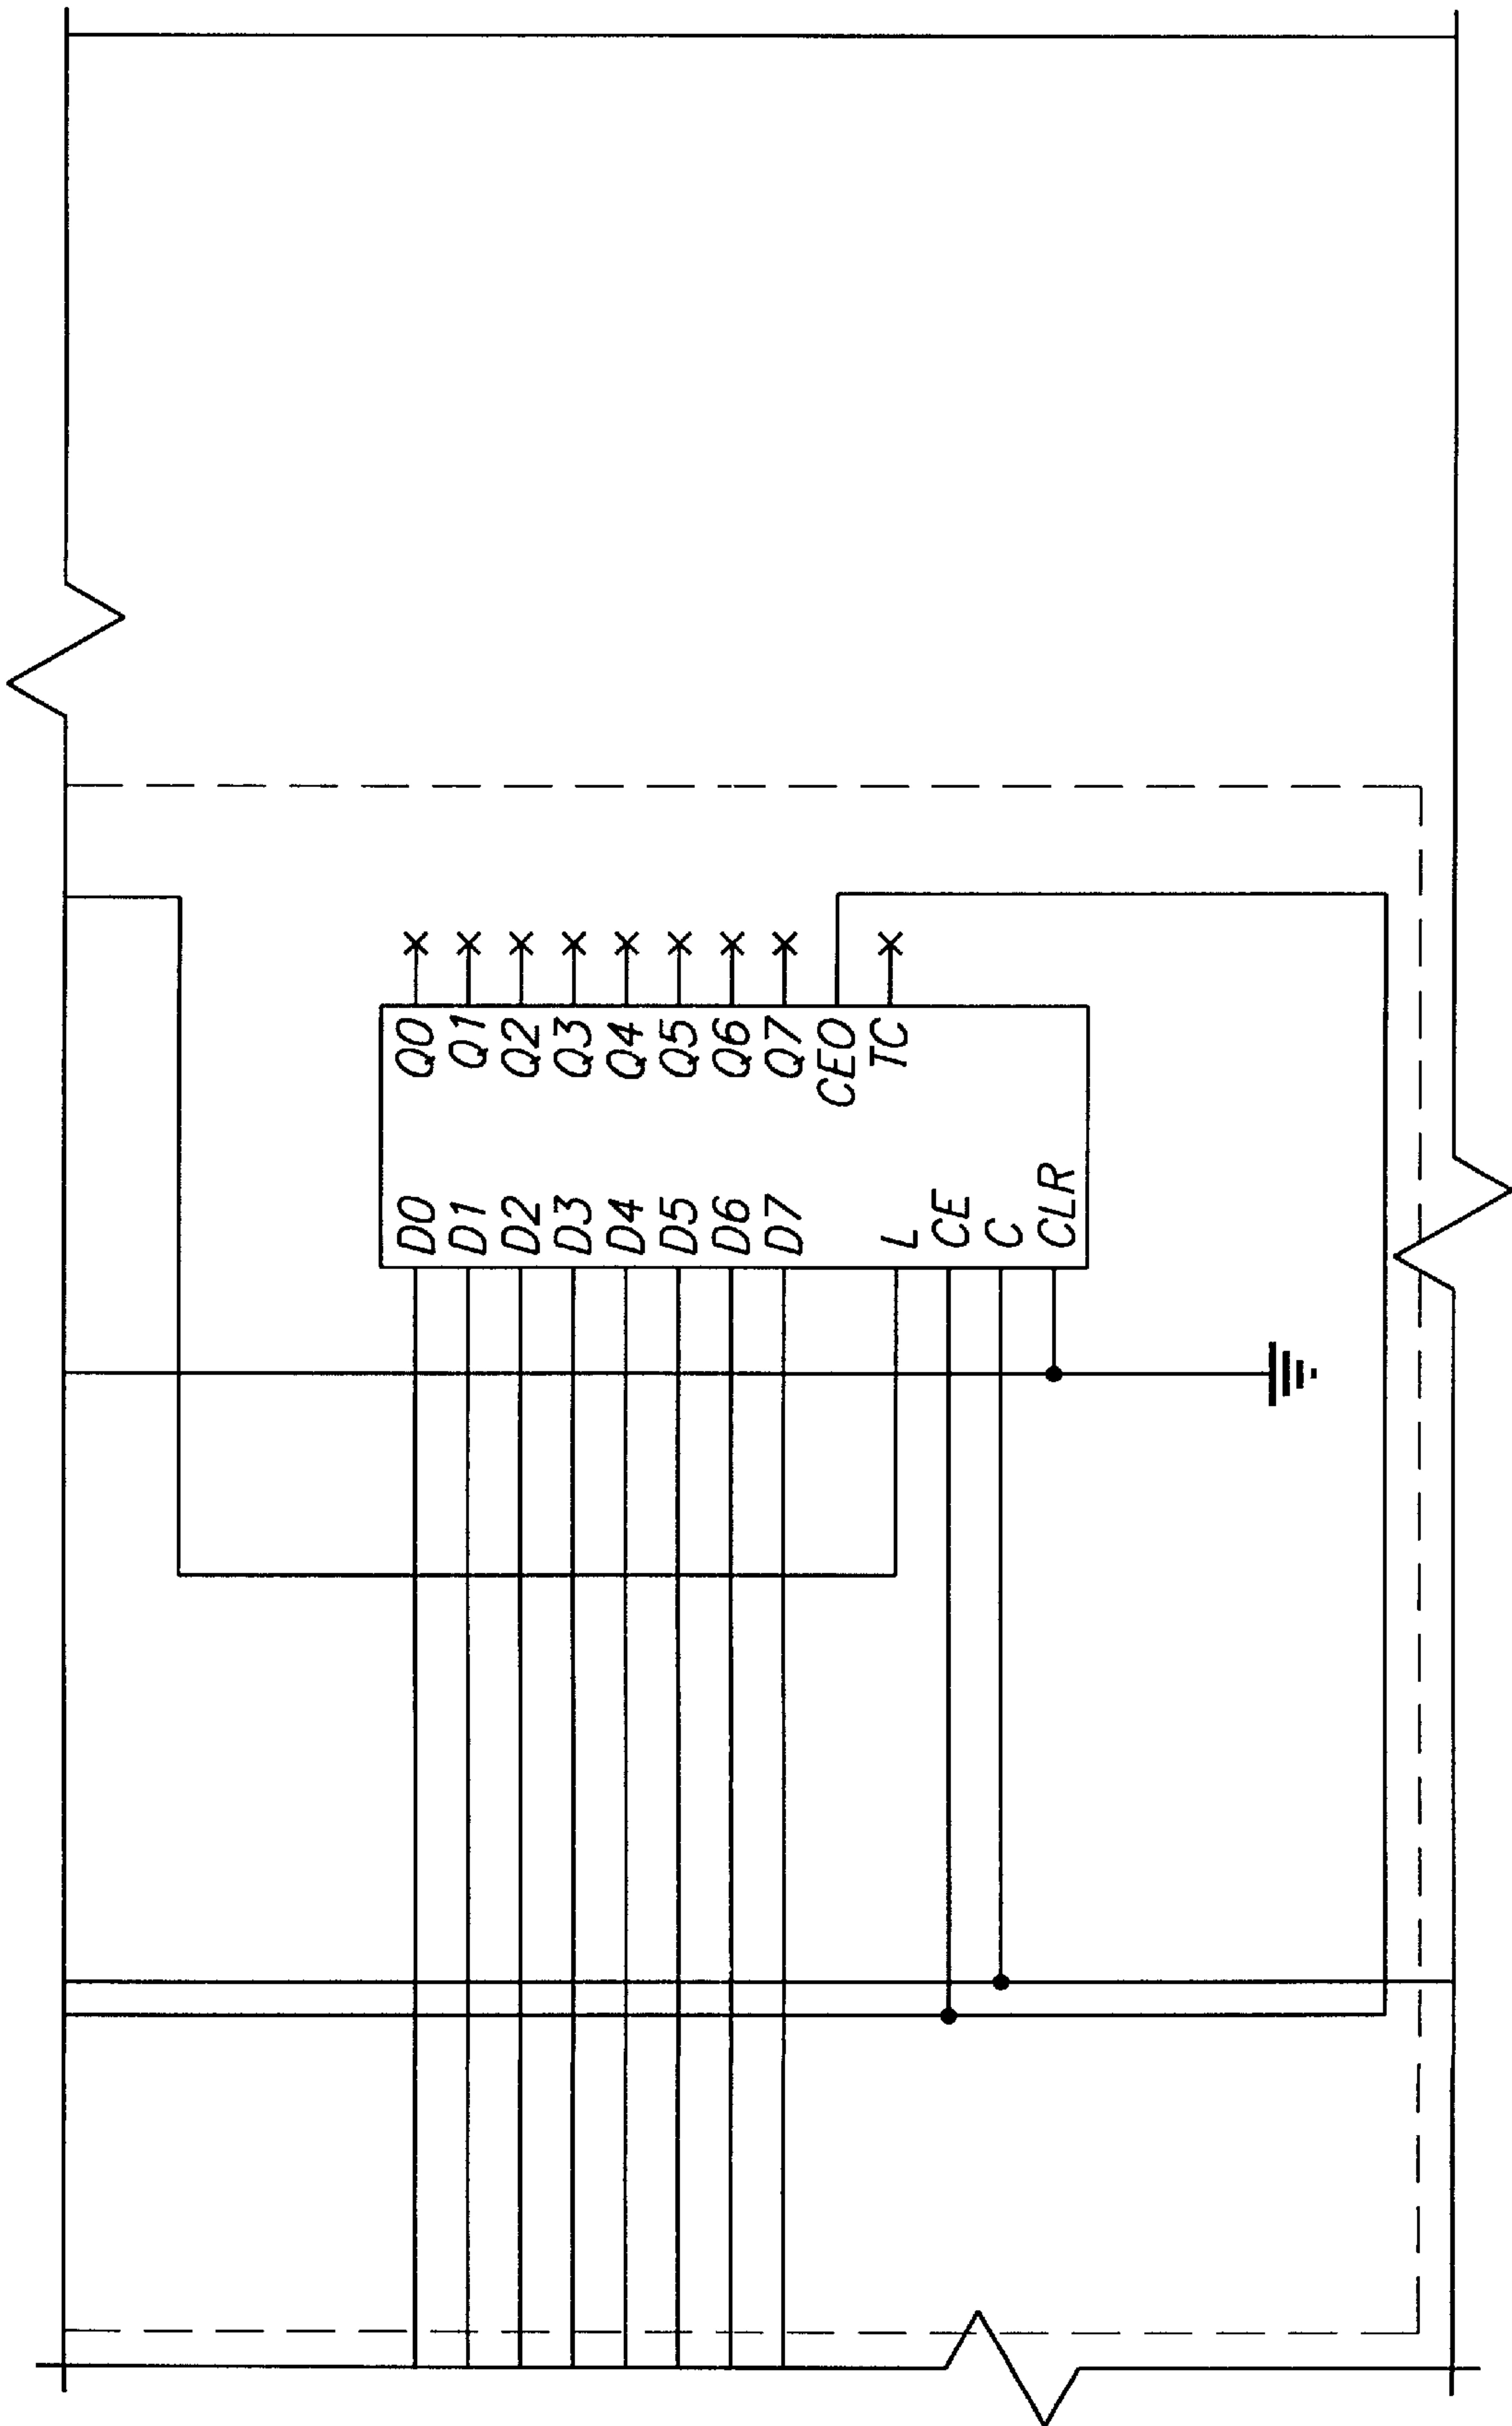 D0 Q0
D1 Q1
D2 Q2
D3 Q3
D4 Q4
D5 Q5
D6 Q6
D7 Q7
CEO
L TC
CE
C
CLR